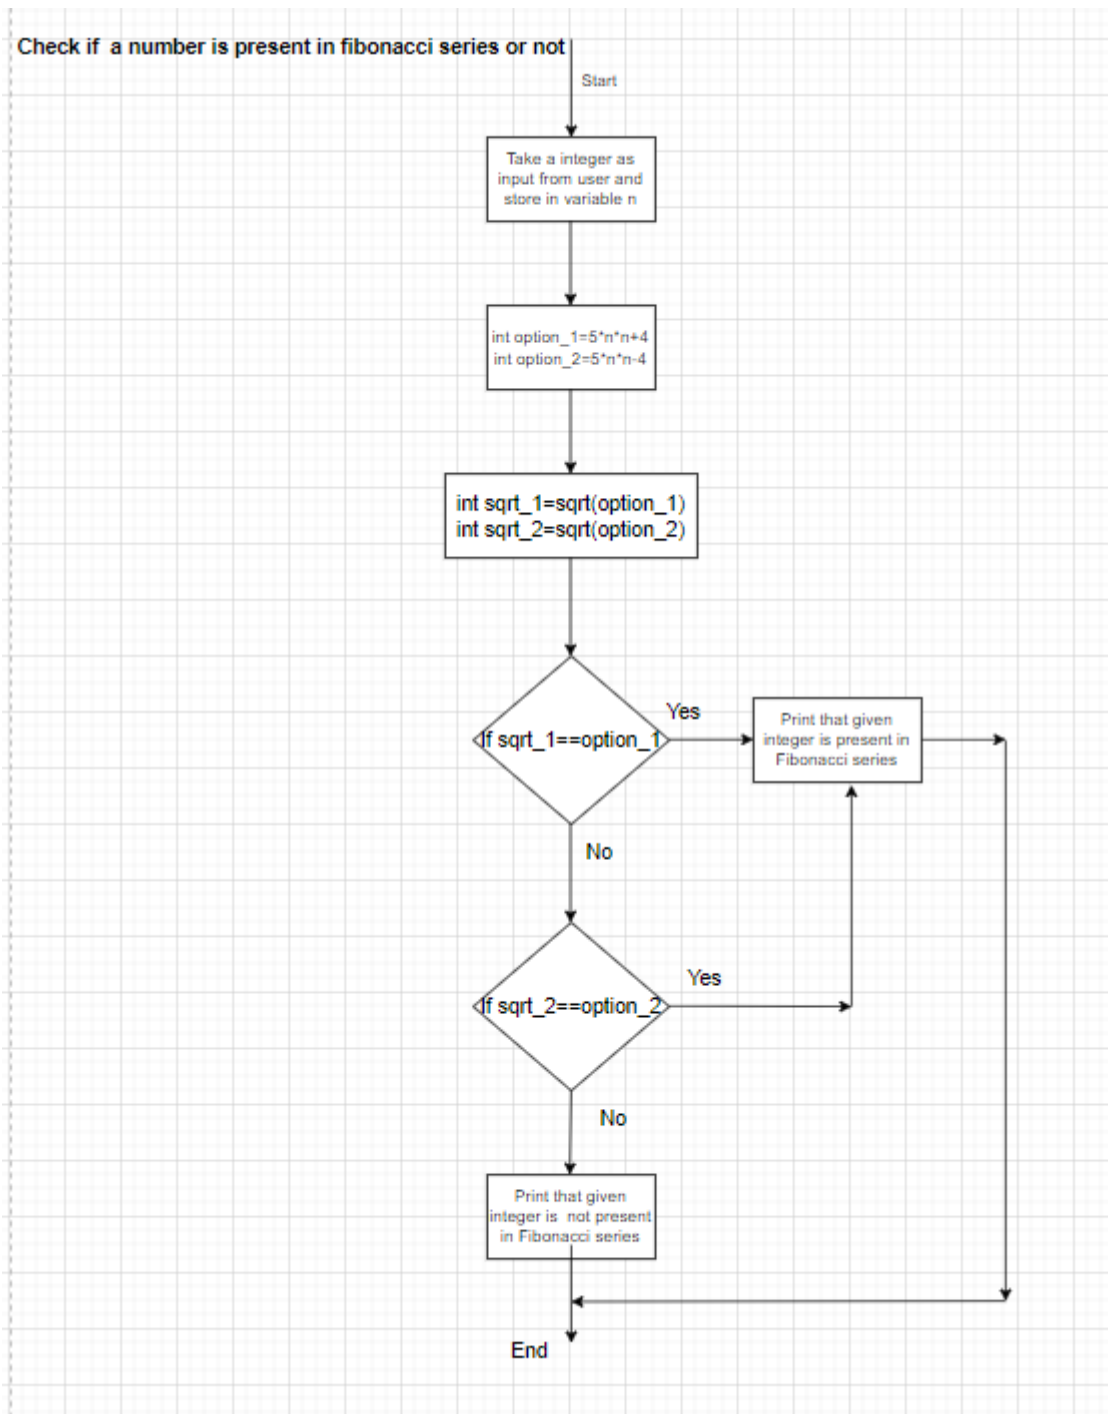 Check if  a number is present in fibonacci series or not
Start
Take a integer as
input from user and
store in variable n
int option_1=5*n*n+4
int option_2=5*n*n-4
int sqrt_1=sqrt(option_1)
int sqrt_2=sqrt(option_2)
If sqrt_1==option_1
Yes
Print that given
integer is present in
Fibonacci series
No
If sqrt_2==option_2
Yes
No
Print that given
integer is  not present
in Fibonacci series
End